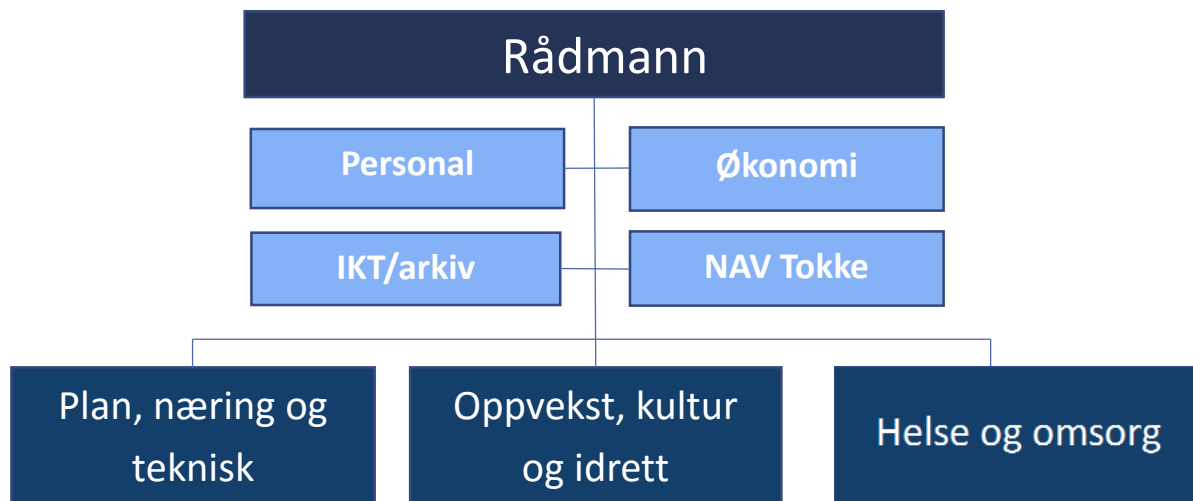 Rådmann
Personal
Økonomi
IKT/arkiv
NAV Tokke
Plan, næring og
teknisk
Oppvekst, kultur
og idrett
Helse og omsorg